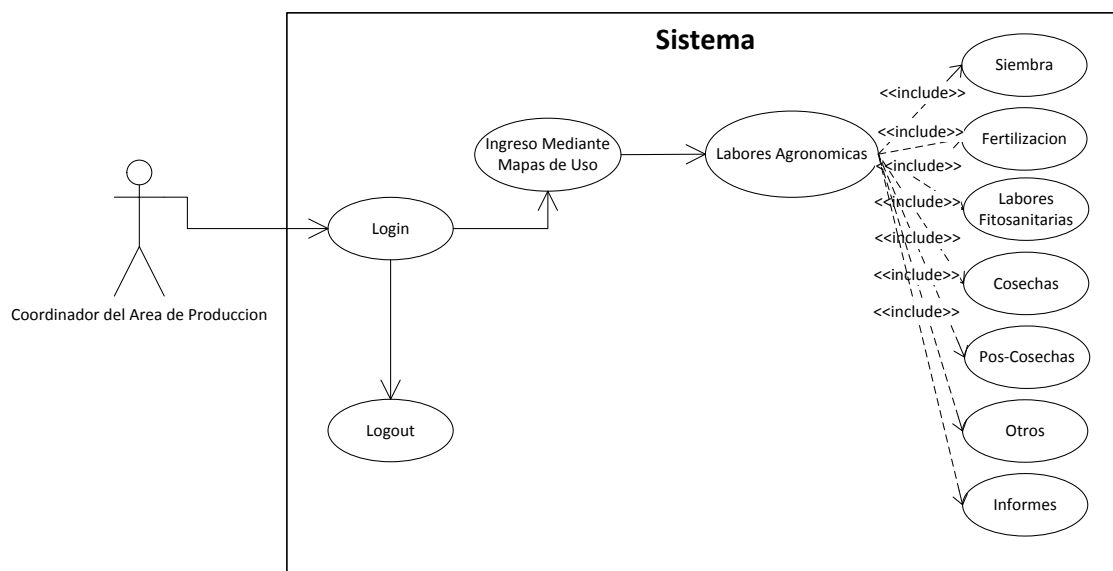 Sistema
Siembra
<<include>>
Ingreso Mediante
Mapas de Uso
Labores Agronomicas
<<include>>
Fertilizacion
<<include>>
Labores
Fitosanitarias
<<include>>
Login
<<include>>
<<include>>
Cosechas
Coordinador del Area de Produccion
<<include>>
Pos-Cosechas
Logout
Otros
Informes